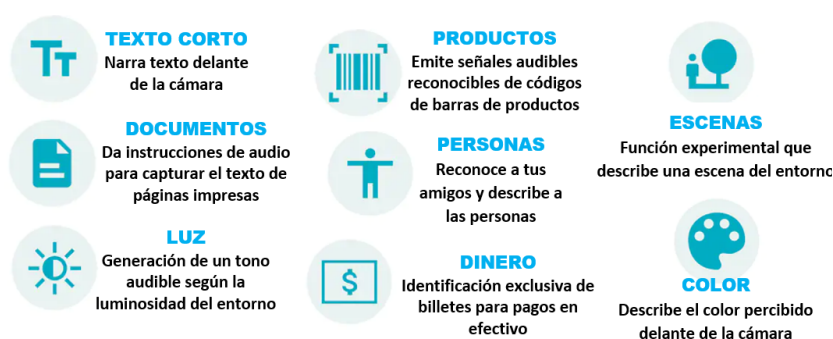 Tт
TEXTO CORTO
Narra texto delante
de la cámara
DOCUMENTOS
Da instrucciones de audio
para capturar el texto de
páginas impresas
LUZ
Generación de un tono
audible según la
luminosidad del entorno
PRODUCTOS
Emite señales audibles
reconocibles de códigos
de barras de productos
PERSONAS
Reconoce a tus
amigos y describe a
las personas
$
DINERO
Identificación exclusiva de
billetes para pagos en
efectivo
ESCENAS
Función experimental que
describe una escena del entorno
COLOR
Describe el color percibido
delante de la cámara